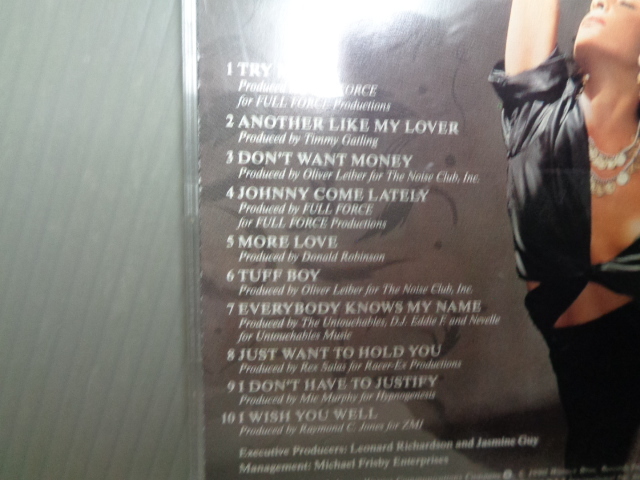 1 TRY
Produced FORCE
for FULL FORCE Productions
2 ANOTHER LIKE MY LOVER
Produced by Timmy Gatling
3 DON'T WANT MONEY
Produced by Oliver Leiber for The Noise Club, Inc.
4 JOHNNY COME LATELY
Produced by FULL FORCE
for FULL FORCE Productions
5 MORE LOVE
Produced by Donald Robinson
6 TUFF BOY
Produced by Oliver Leiber for The Noise Club, Inc.
7 EVERYBODY KNOWS MY NAME
Produced by The Untouchables, D.J. Eddie F. and Nevelle
for Untouchables Music
8 JUST WANT TO HOLD YOU
Produced by Rex Salas for Racer-Ex Productions
9 I DON'T HAVE TO JUSTIFY
Produced by Mic Murphy for Hypnogenesis
10 I WISH YOU WELL
Produced by Raymond C. Jones for ZMJ
Executive Producers: Leonard Richardson and Jasmine Guy
Management: Michael Frisby Enterprises